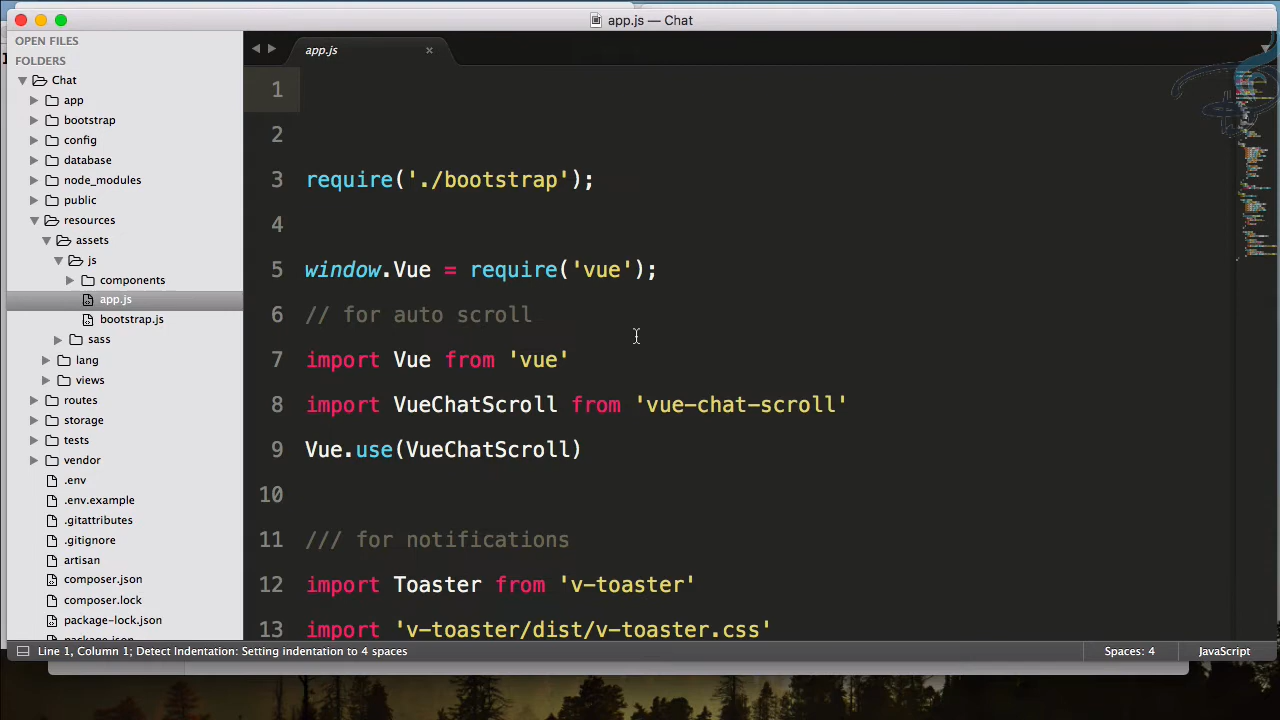 app.js — Chat
OPEN FILES
FOLDERS
Chat
app
bootstrap
config
database
node_modules
public
resources
assets
js
components
app.js
bootstrap.js
sass
lang
views
routes
storage
tests
vendor
.env
.env.example
.gitattributes
.gitignore
artisan
composer.json
composer.lock
package-lock.json
package.json
app.js
1
2
3 require('./bootstrap');
4
5 window.Vue = require('vue');
6 // for auto scroll
7 import Vue from 'vue'
8 import VueChatScroll from 'vue-chat-scroll'
9 Vue.use(VueChatScroll)
10
11 /// for notifications
12 import Toaster from 'v-toaster'
13 import 'v-toaster/dist/v-toaster.css'
Line 1, Column 1; Detect Indentation: Setting indentation to 4 spaces
Spaces: 4
JavaScript